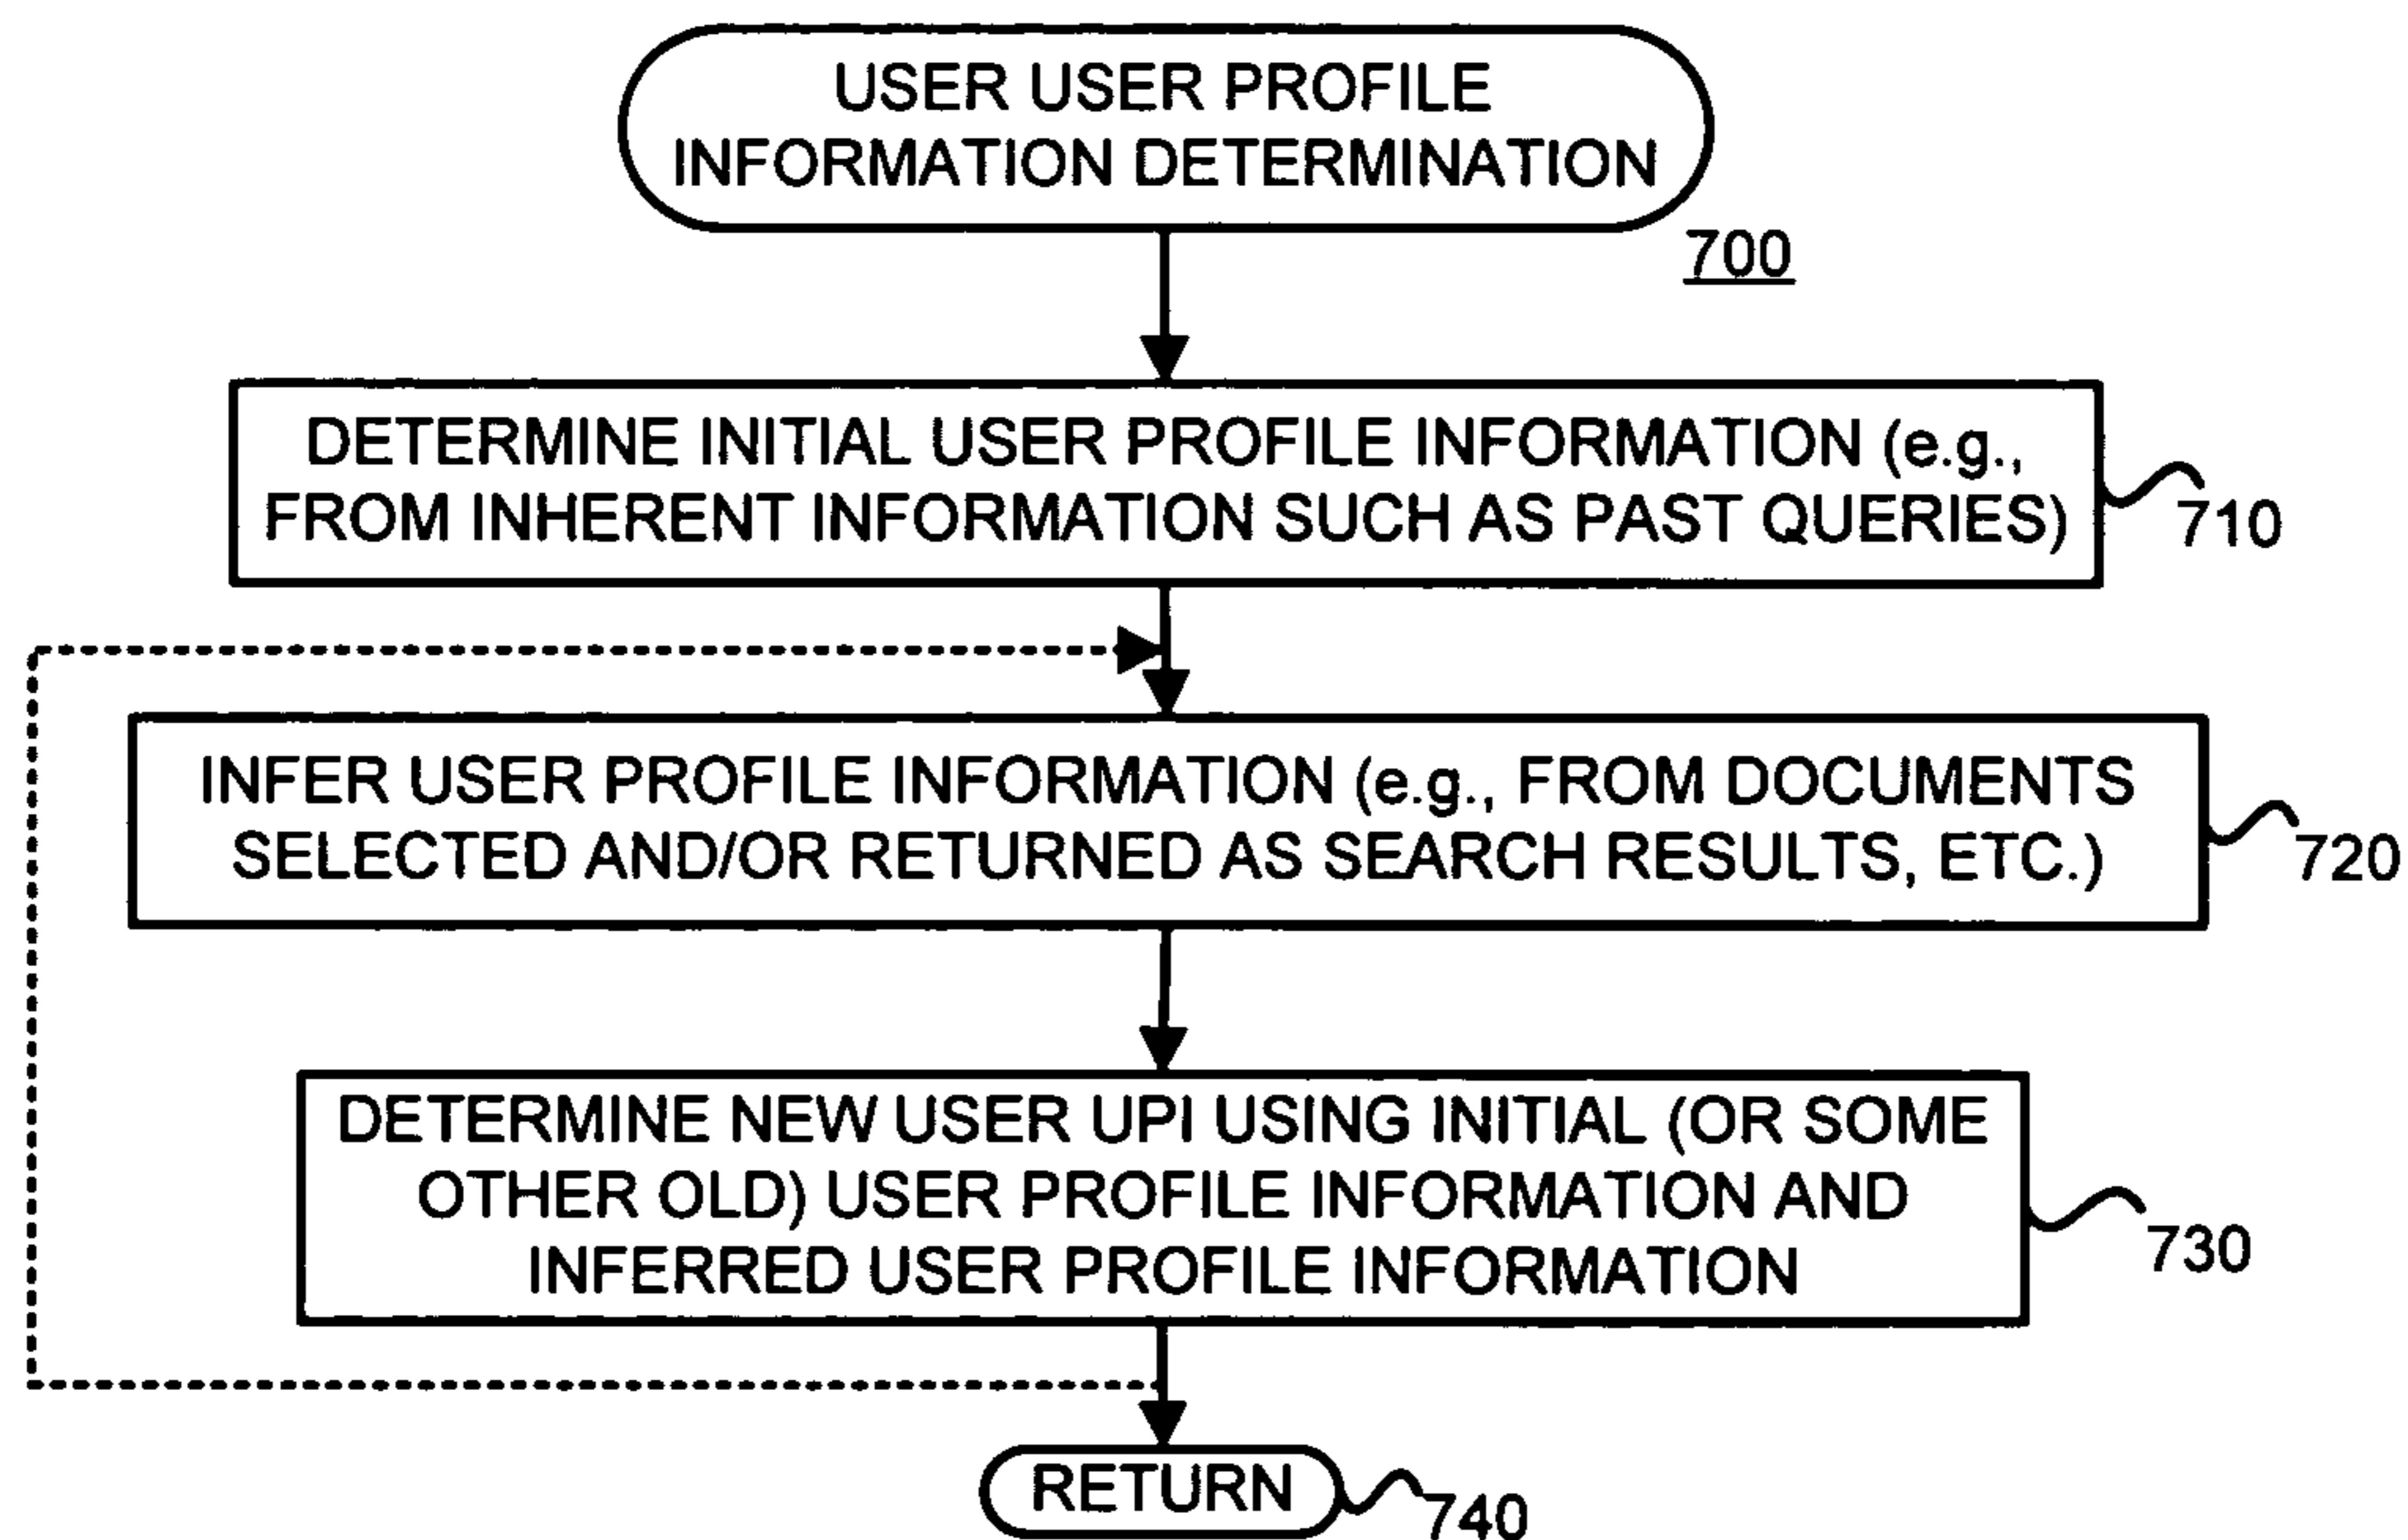 USER USER PROFILE
INFORMATION DETERMINATION
700
DETERMINE INITIAL USER PROFILE INFORMATION (e.g.,
FROM INHERENT INFORMATION SUCH AS PAST QUERIES)
710
INFER USER PROFILE INFORMATION (e.g., FROM DOCUMENTS
SELECTED AND/OR RETURNED AS SEARCH RESULTS, ETC.)
720
DETERMINE NEW USER UPI USING INITIAL (OR SOME
OTHER OLD) USER PROFILE INFORMATION AND
INFERRED USER PROFILE INFORMATION
730
RETURN
740